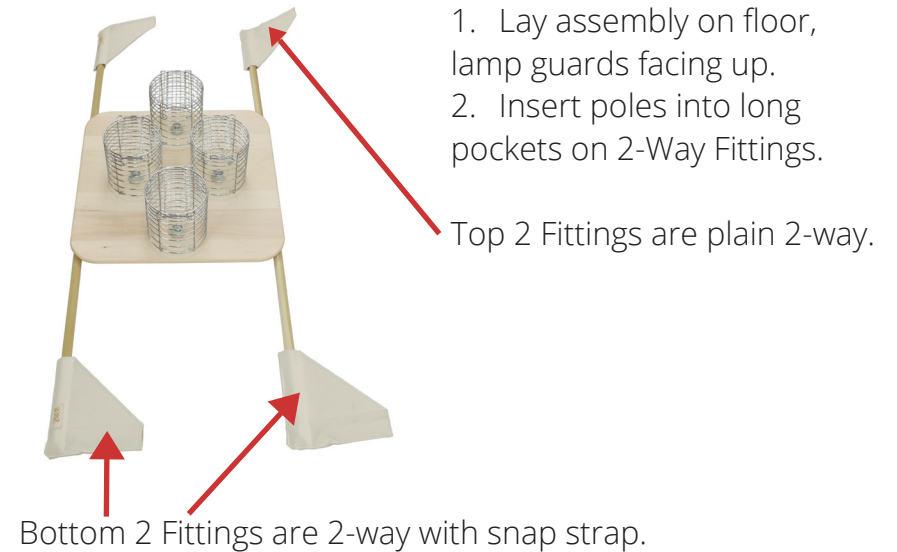 1. Lay assembly on floor,
lamp guards facing up.
2. Insert poles into long
pockets on 2-Way Fittings.
Top 2 Fittings are plain 2-way.
Bottom 2 Fittings are 2-way with snap strap.